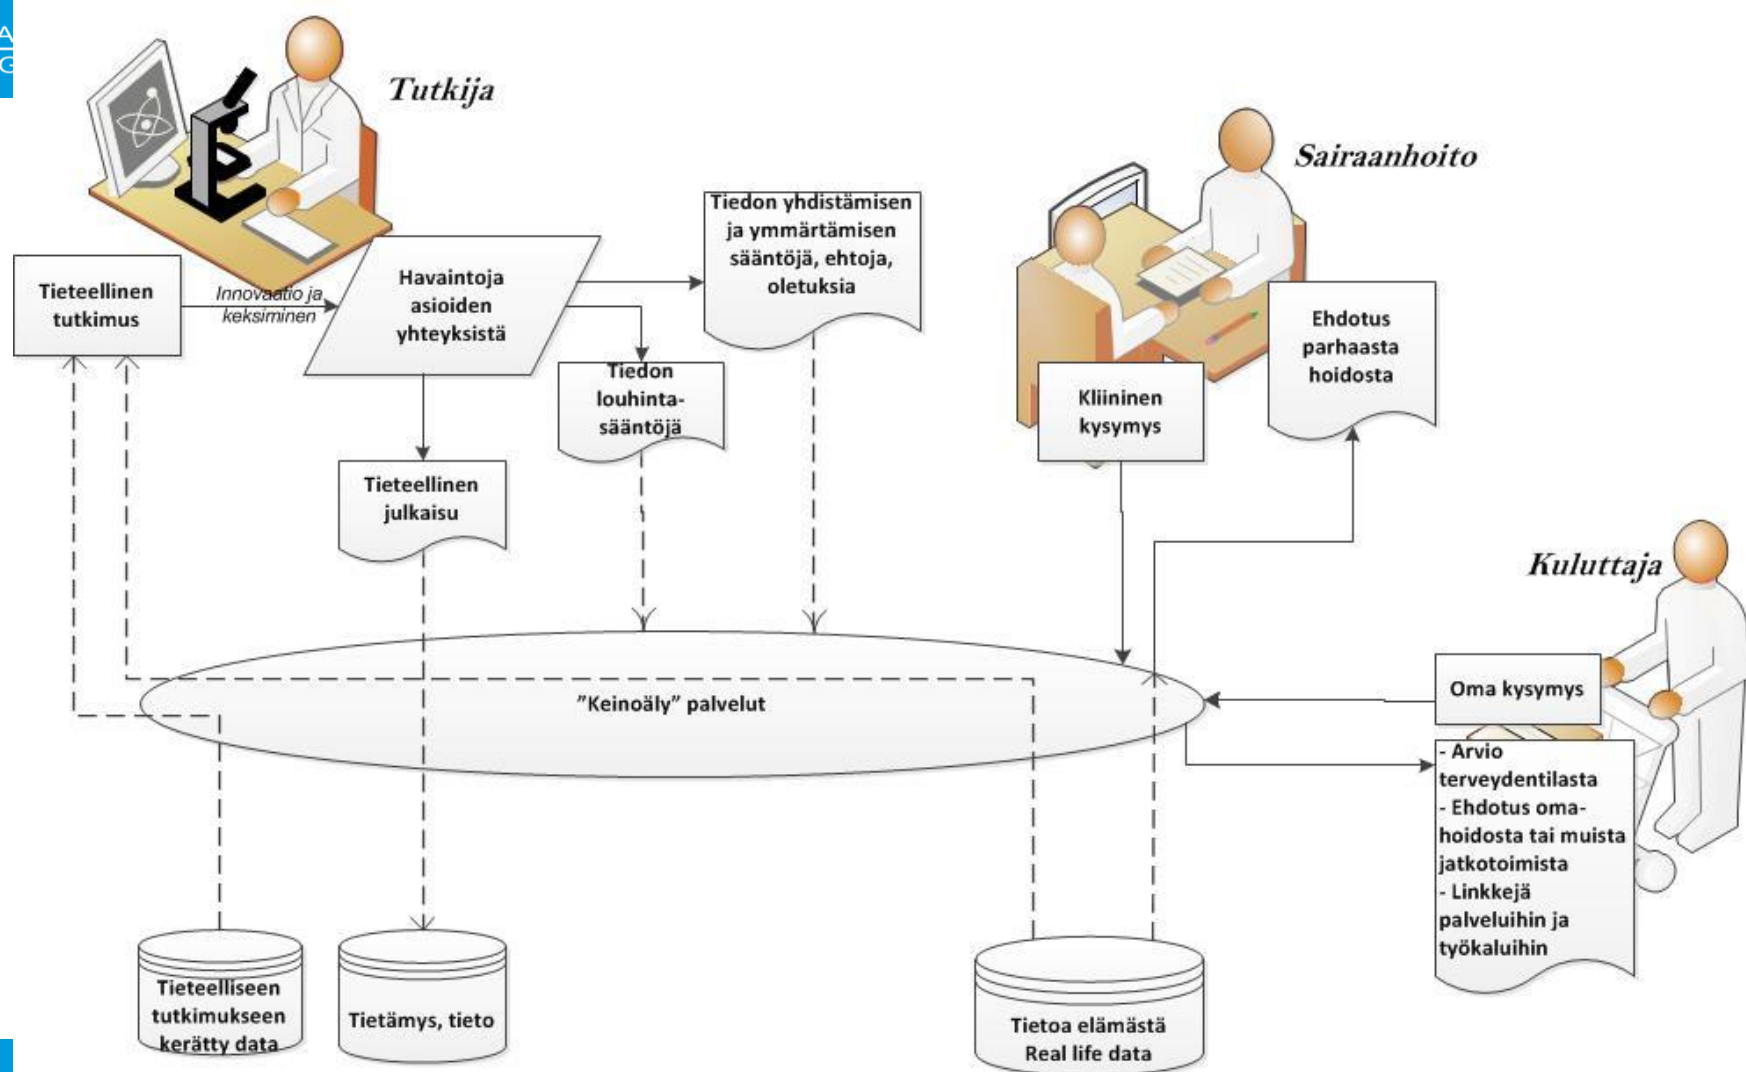 A
G
Tutkija
Sairaanhoito
Tiedon yhdistämisen
ja ymmärtämisen
sääntöjä, ehtoja,
oletuksia
Tieteellinen
tutkimus
Innovaatio ja
keksiminen
Havaintoja
asioiden
yhteyksistä
Ehdotus
parhaasta
hoidosta
Tiedon
louhinta-
sääntöjä
Kliininen
kysymys
Tieteellinen
julkaisu
Kuluttaja
"Keinoäly" palvelut
Oma kysymys
- Arvio
terveydentilasta
- Ehdotus oma-
hoidosta tai muista
jatkotoimista
- Linkkejä
palveluihin ja
työkaluihin
Tieteelliseen
tutkimukseen
kerätty data
Tietämys, tieto
Tietoa elämästä
Real life data